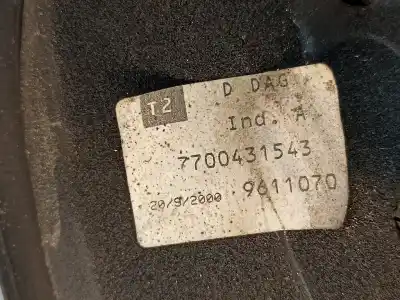 T2
D DAG
Ind. A
7700431543
20/9/2000 9611070